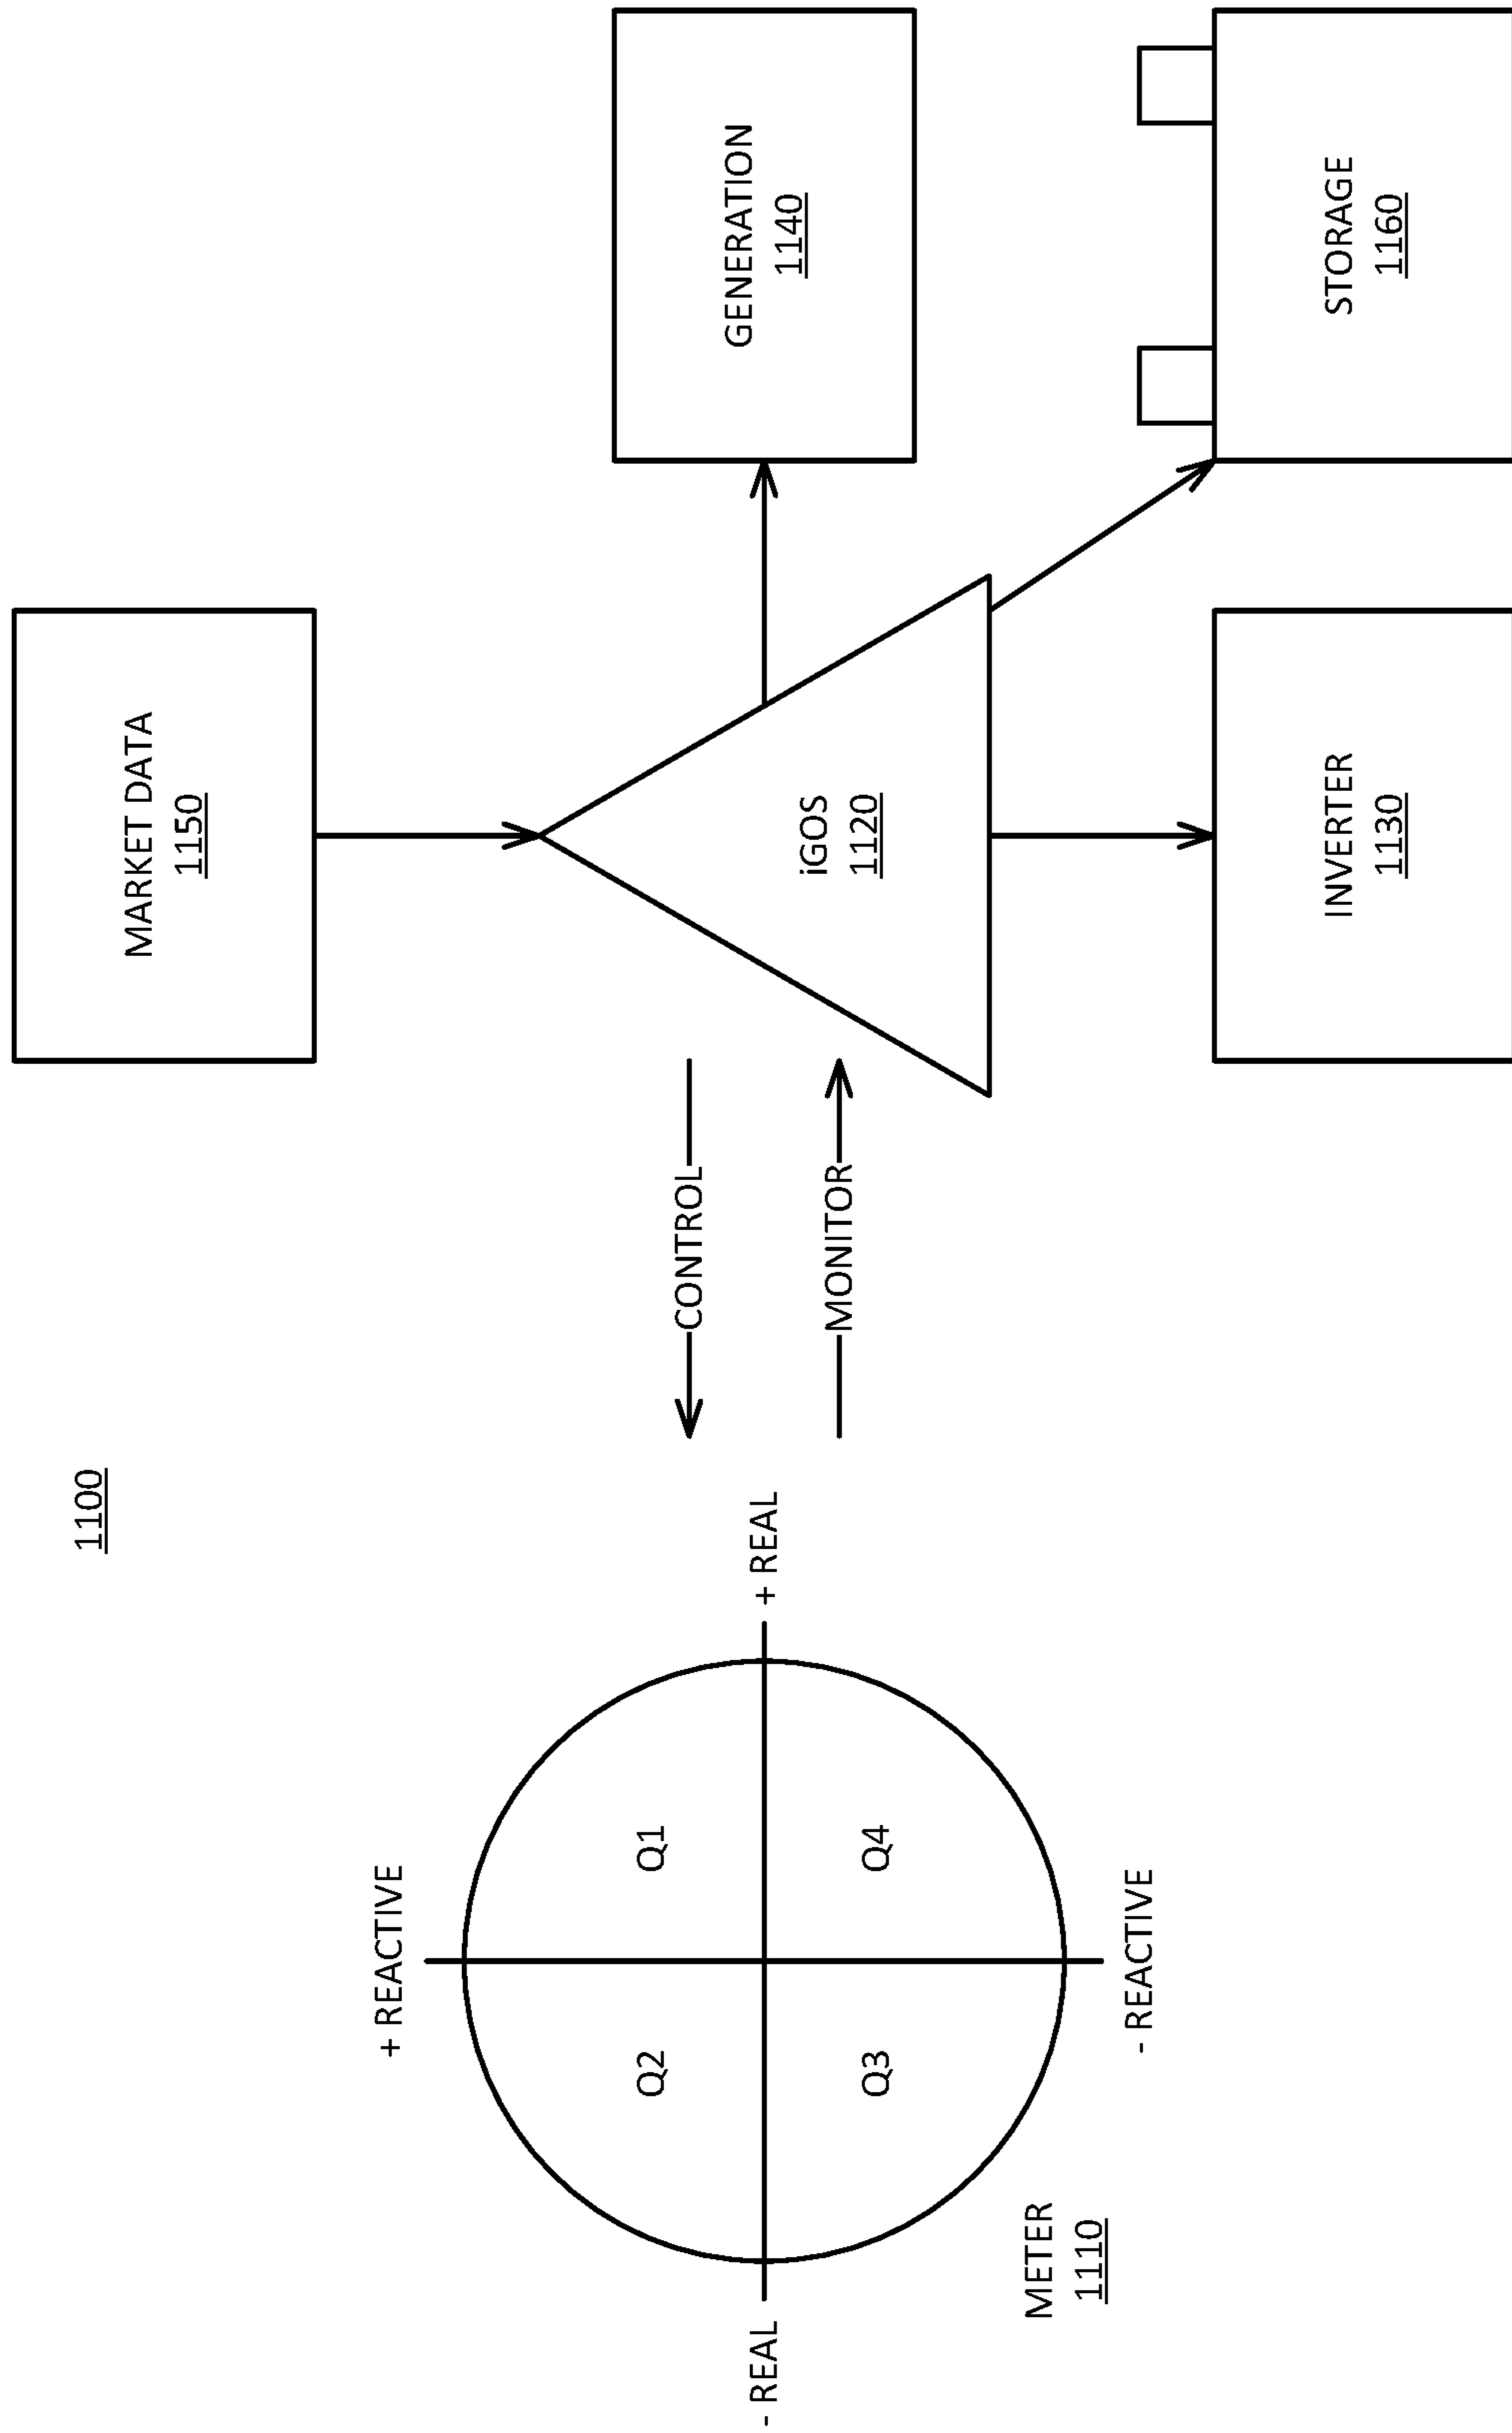 1100
MARKET DATA
1150
+ REACTIVE
CONTROL
Q2
Q1
GENERATION
1140
- REAL
+ REAL
MONITOR
iGOS
1120
Q3
Q4
METER
1110
- REACTIVE
INVERTER
1130
STORAGE
1160